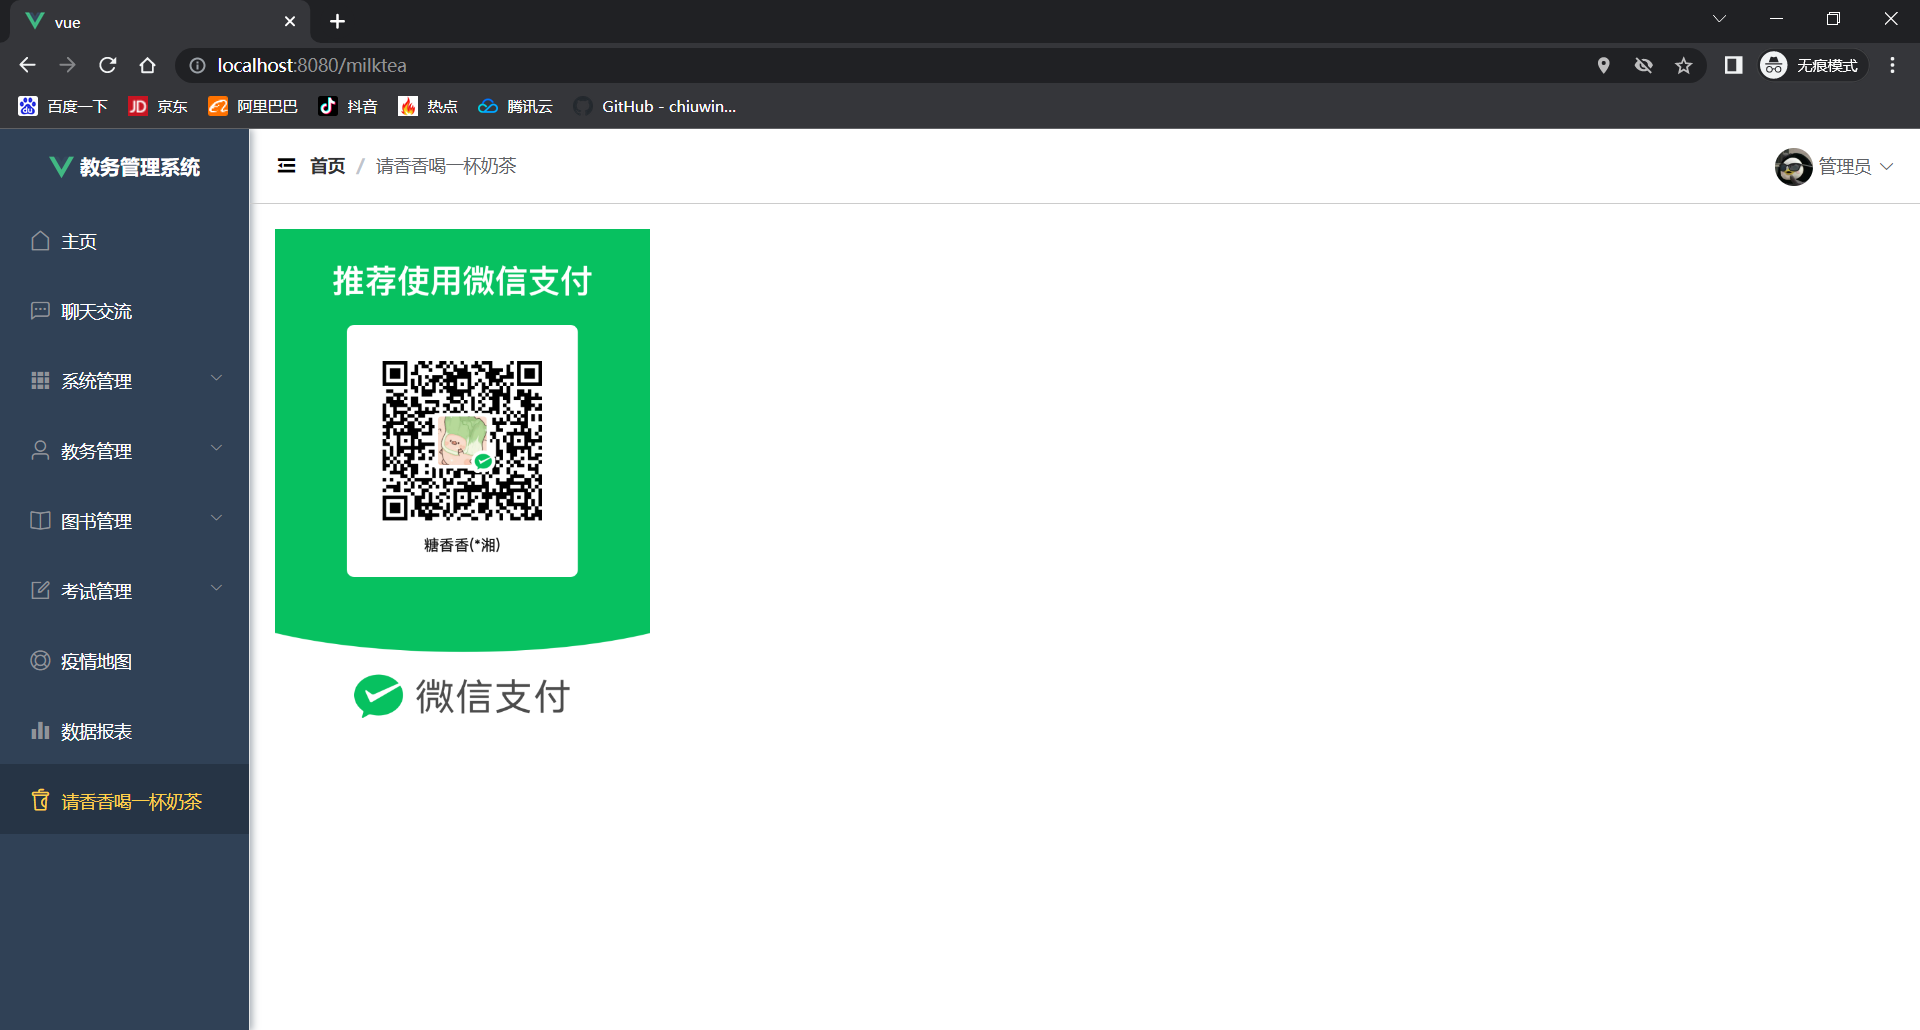 vue
localhost:8080/milktea
无痕模式
百度一下 京东 阿里巴巴 抖音 热点 腾讯云 GitHub - chiuwin...
教务管理系统
首页 / 请香香喝一杯奶茶
管理员
主页
聊天交流
系统管理
教务管理
图书管理
考试管理
疫情地图
数据报表
请香香喝一杯奶茶
推荐使用微信支付
糖香香(*湘)
微信支付